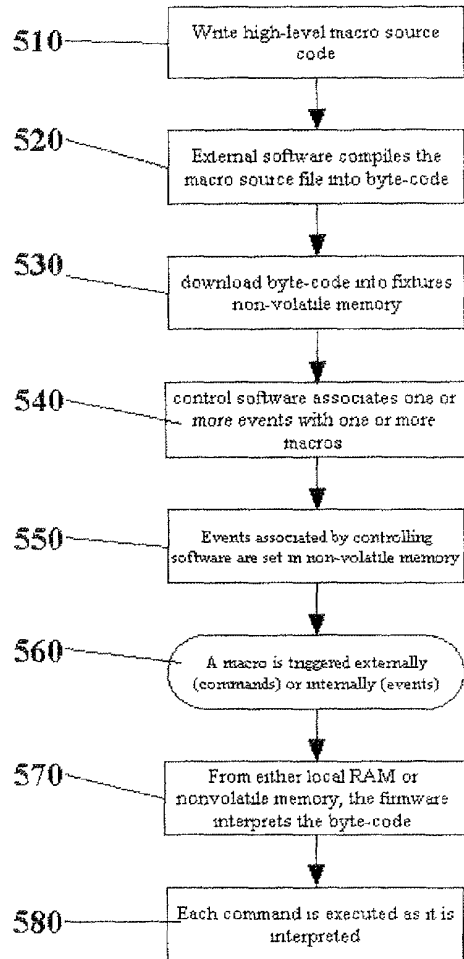 510
Write high-level macro source
code
520
External software compiles the
macro source file into byte-code
530
download byte-code into fixtures
non-volatile memory
540
control software associates one or
more events with one or more
macros
550
Events associated by controlling
software are set in non-volatile memory
560
A macro is triggered externally
(commands) or internally (events)
570
From either local RAM or
nonvolatile memory, the firmware
interprets the byte-code
580
Each command is executed as it is
interpreted